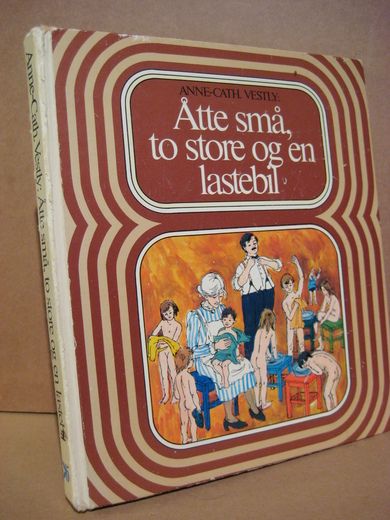 ANNE-CATH. VESTLY:
Åtte små,
to store og en
lastebil
Anne-Cath. Vestly: Åtte små, to store og en lastebil